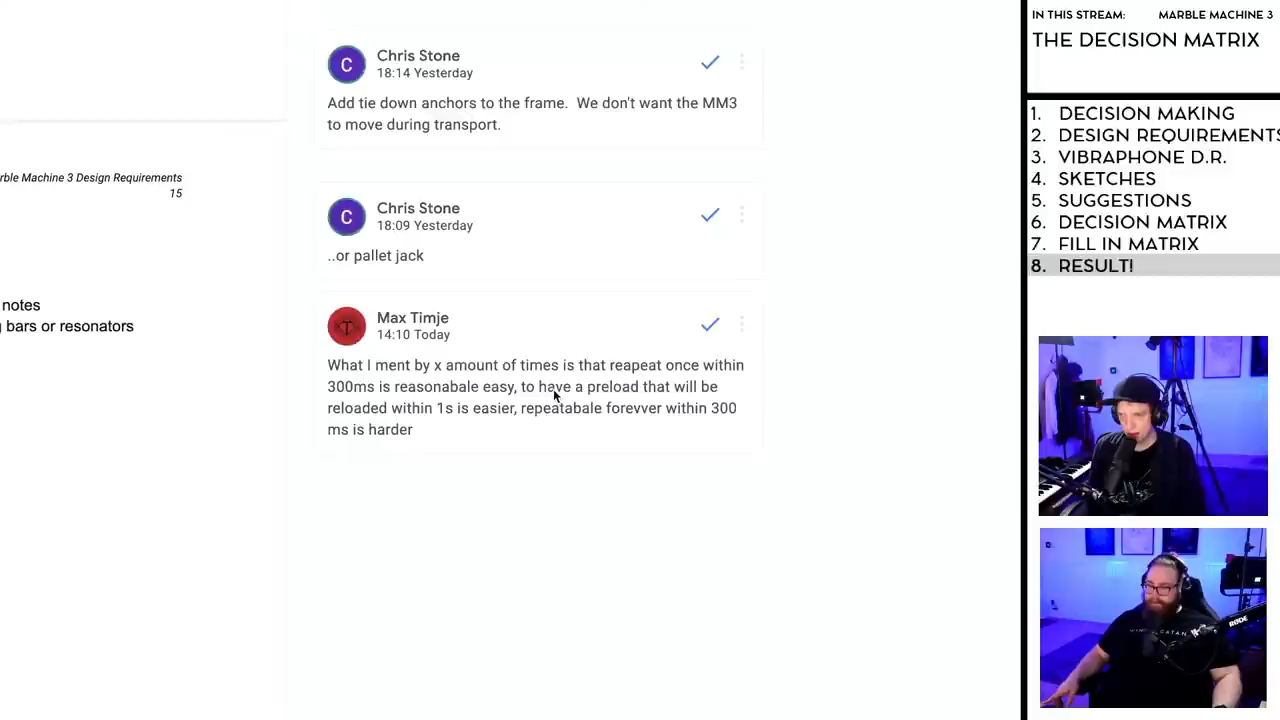 IN THIS STREAM: MARBLE MACHINE 3
THE DECISION MATRIX
Chris Stone
18:14 Yesterday
Add tie down anchors to the frame. We don't want the MM3
to move during transport.
rble Machine 3 Design Requirements
15
Chris Stone
18:09 Yesterday
..or pallet jack
notes
g bars or resonators
Max Timje
14:10 Today
What I ment by x amount of times is that reapeat once within
300ms is reasonabale easy, to have a preload that will be
reloaded within 1s is easier, repeatabale forevver within 300
ms is harder
1. DECISION MAKING
2. DESIGN REQUIREMENTS
3. VIBRAPHONE D.R.
4. SKETCHES
5. SUGGESTIONS
6. DECISION MATRIX
7. FILL IN MATRIX
8. RESULT!
C
C
RØDE